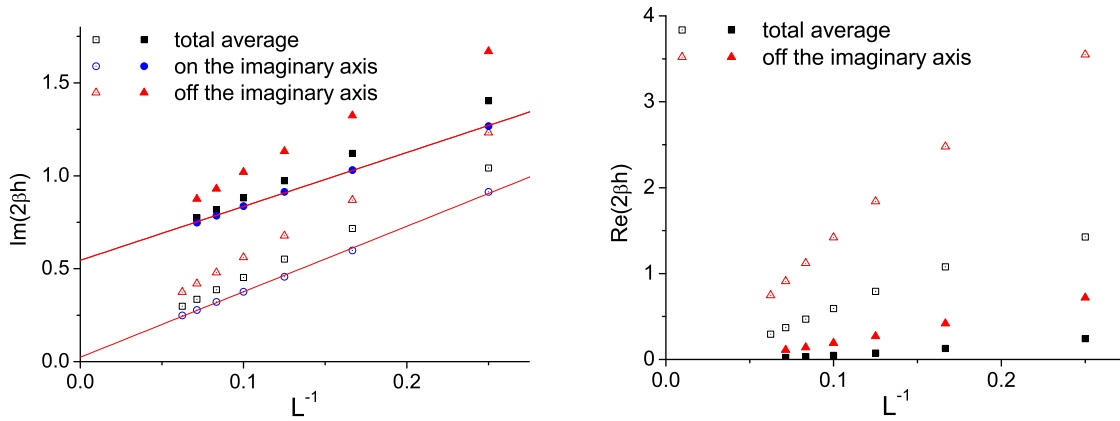 total average
on the imaginary axis
off the imaginary axis
Im(2βh)
1.5
1.0
0.5
0.0
0.0
0.1
0.2
L⁻¹
total average
off the imaginary axis
Re(2βh)
4
3
2
1
0
0.0
0.1
0.2
L⁻¹